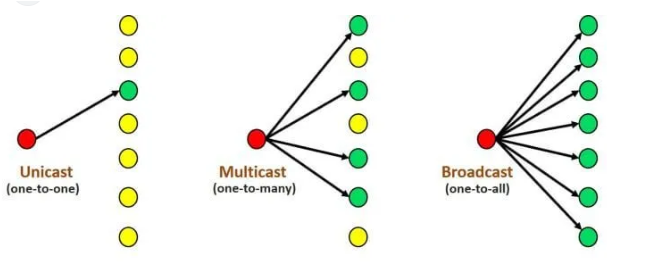 Unicast
(one-to-one)
Multicast
(one-to-many)
Broadcast
(one-to-all)